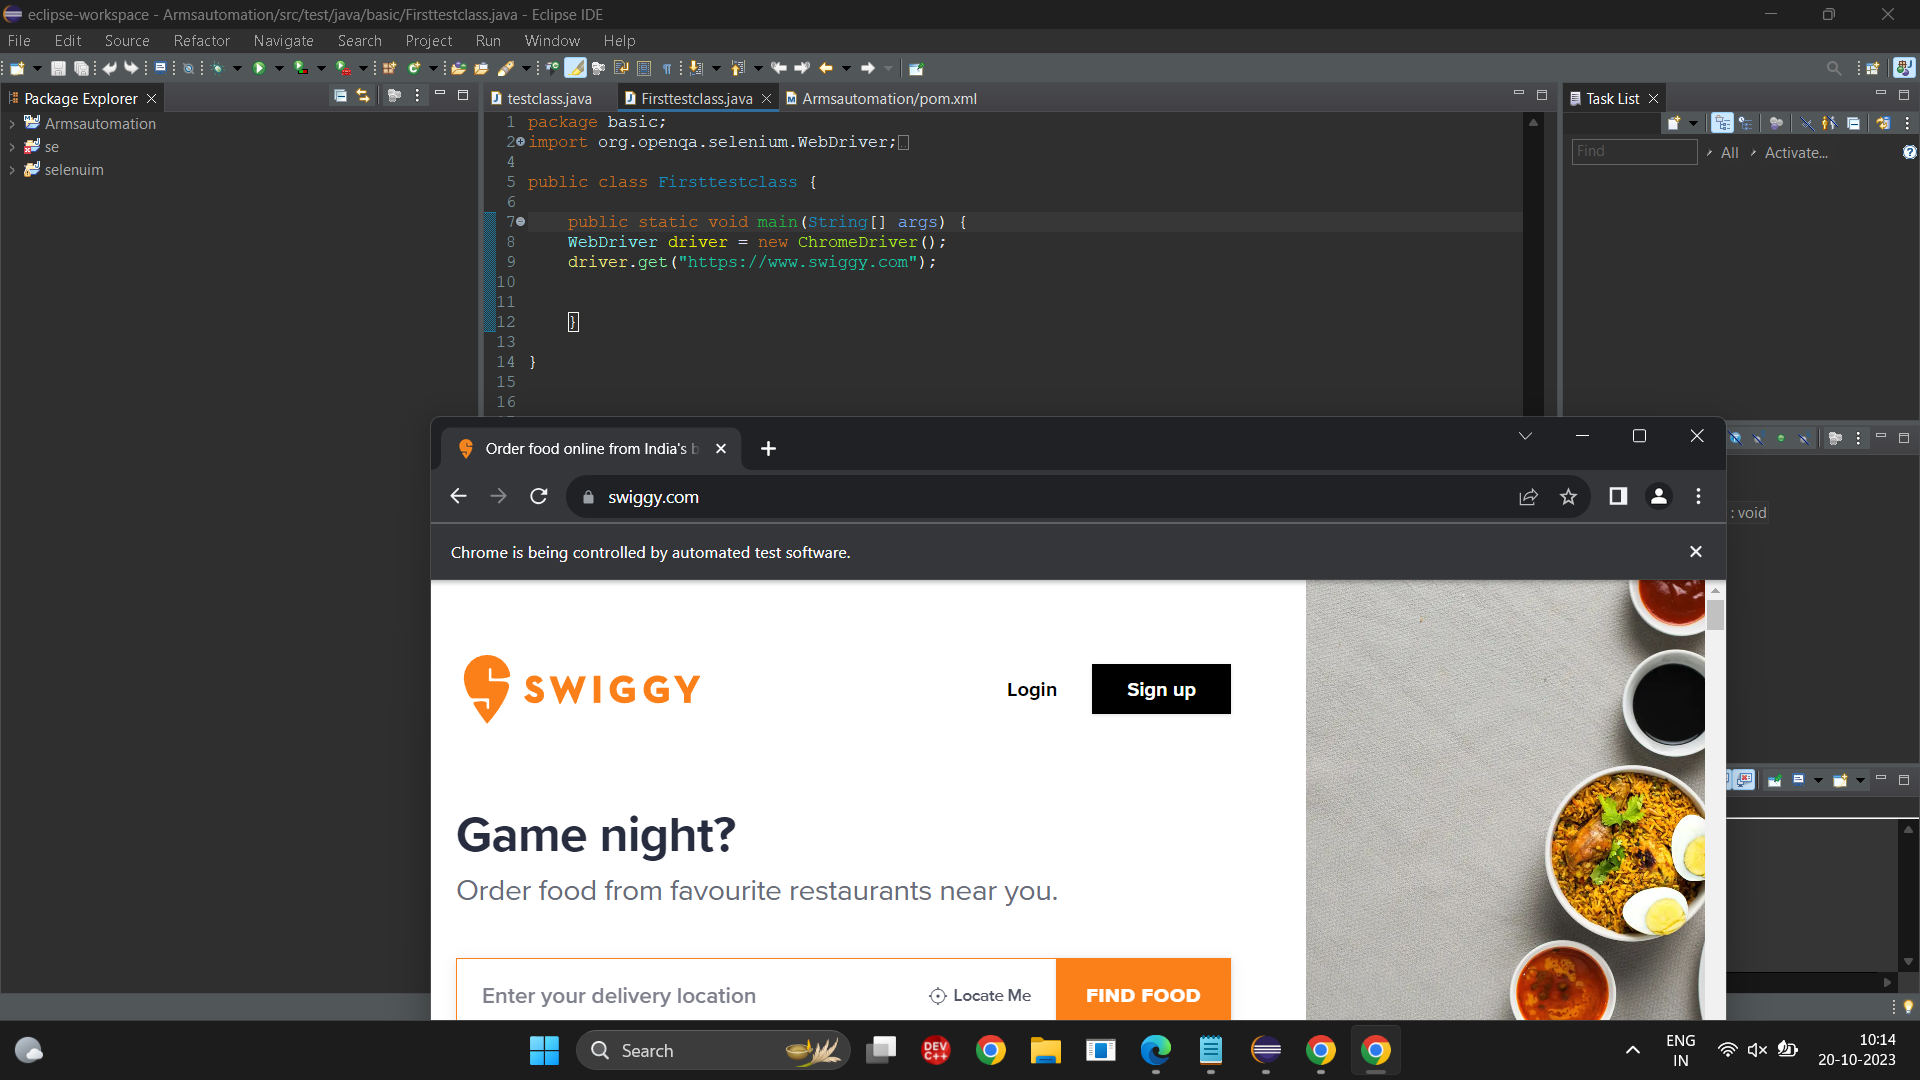 eclipse-workspace - Armsautomation/src/test/java/basic/Firsttestclass.java - Eclipse IDE
File Edit Source Refactor Navigate Search Project Run Window Help
Package Explorer
Armsautomation
se
selenuim
testclass.java Firsttestclass.java Armsautomation/pom.xml
1 package basic;
2 import org.openqa.selenium.WebDriver;
4
5 public class Firsttestclass {
6
7 public static void main(String[] args) {
8 WebDriver driver = new ChromeDriver();
9 driver.get("https://www.swiggy.com");
10
11
12 }
13
14 }
15
16
Task List
Find All Activate...
: void
Order food online from India's b
swiggy.com
Chrome is being controlled by automated test software.
SWIGGY
Login Sign up
Game night?
Order food from favourite restaurants near you.
Enter your delivery location Locate Me FIND FOOD
Search
DEV
C++
ENG
IN
10:14
20-10-2023